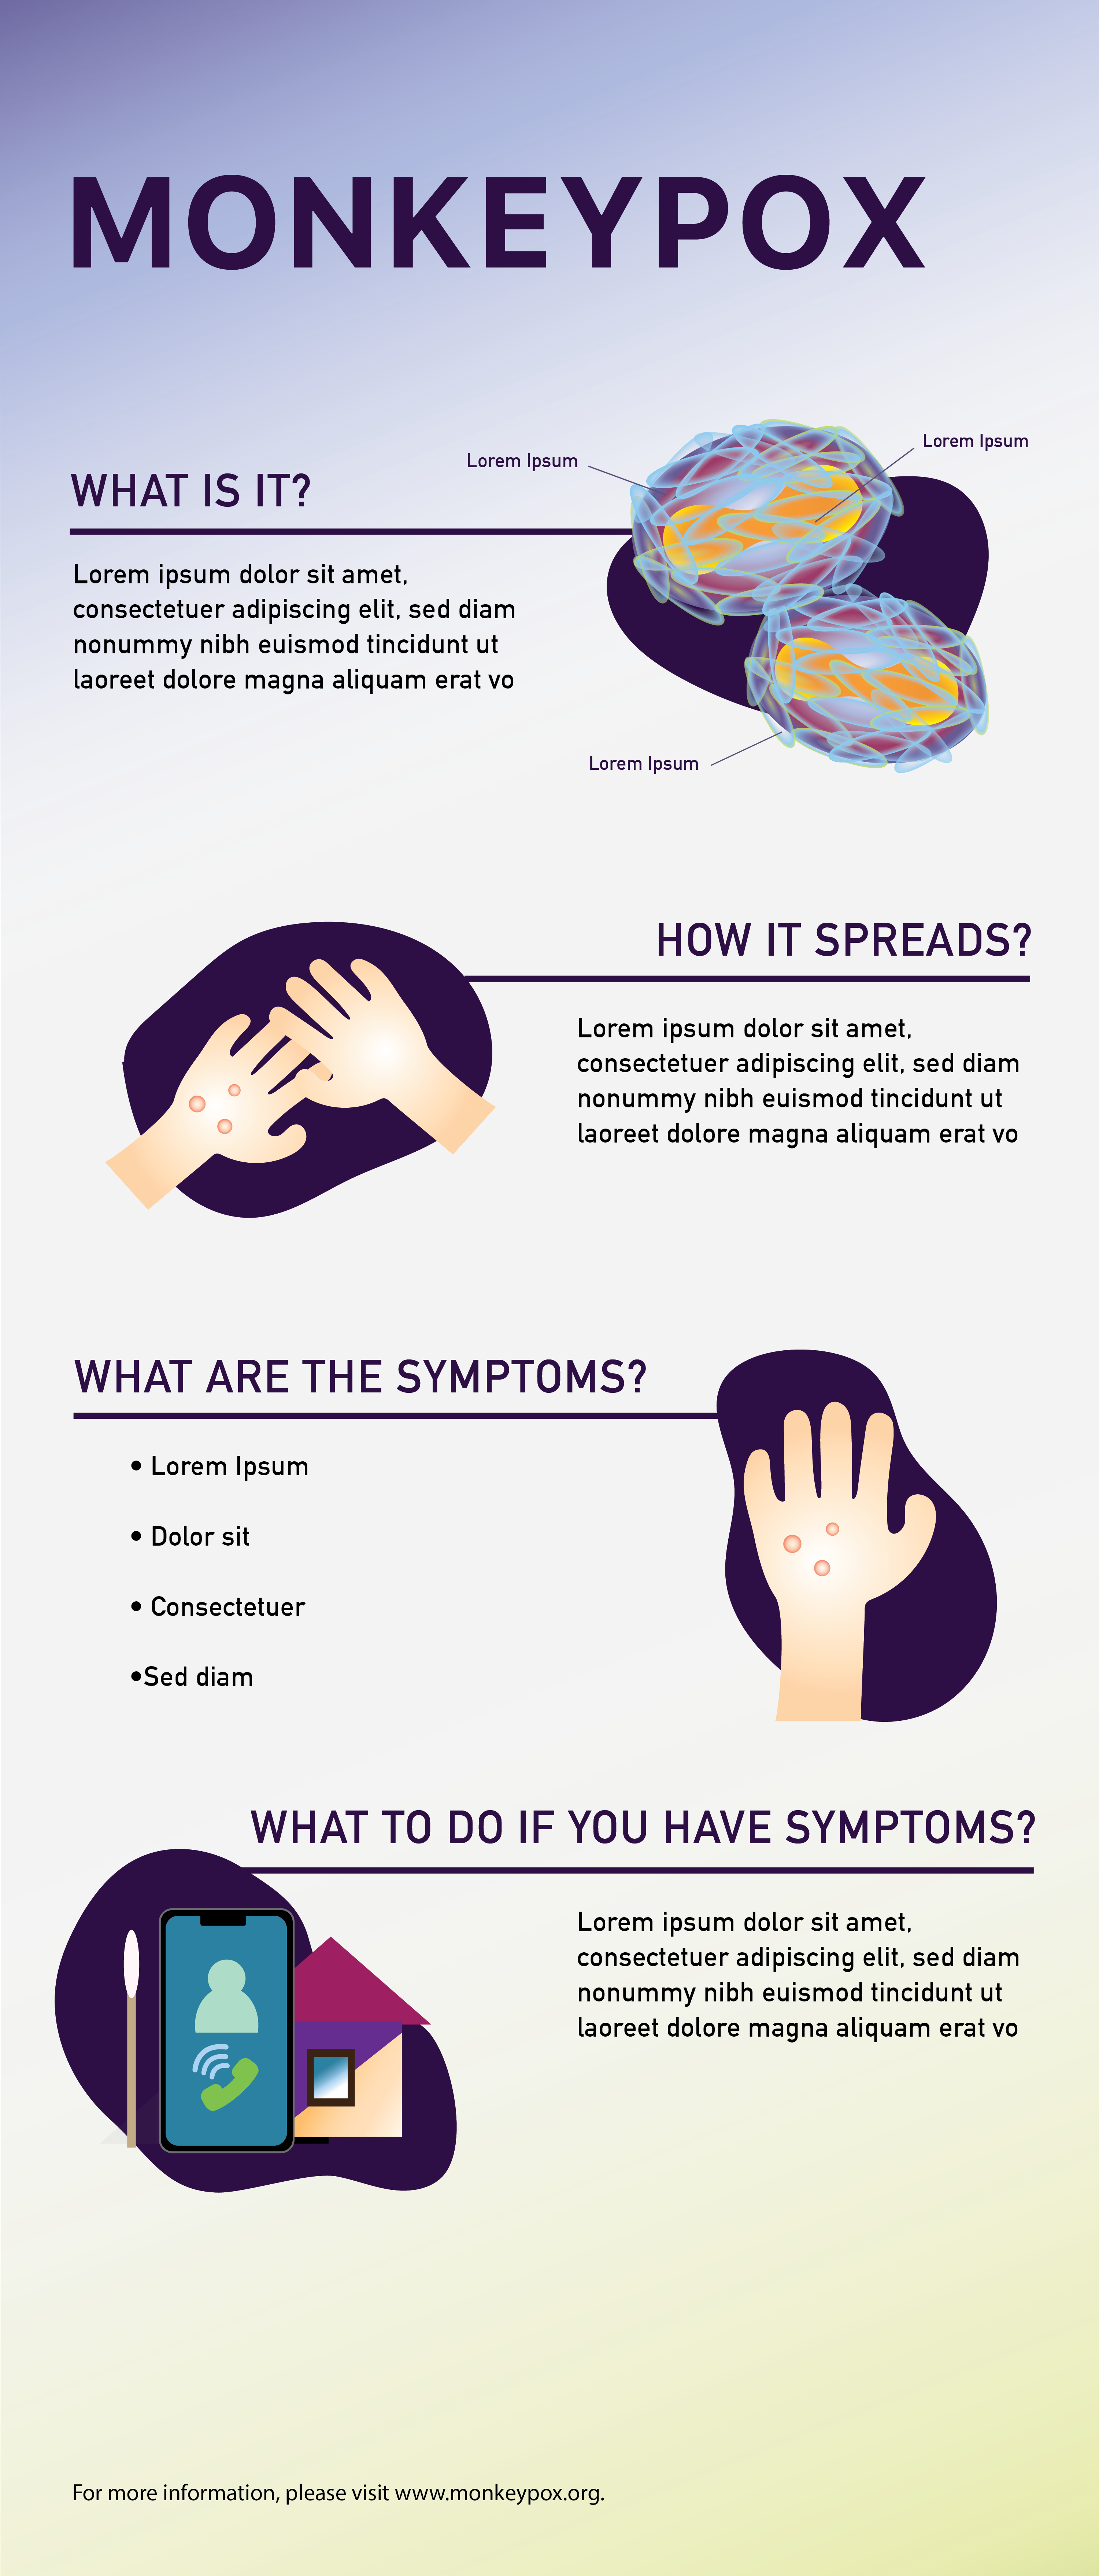 MONKEYPOX
Lorem Ipsum
Lorem Ipsum
WHAT IS IT?
Lorem ipsum dolor sit amet,
consectetuer adipiscing elit, sed diam
nonummy nibh euismod tincidunt ut
laoreet dolore magna aliquam erat vo
Lorem Ipsum
HOW IT SPREADS?
Lorem ipsum dolor sit amet,
consectetuer adipiscing elit, sed diam
nonummy nibh euismod tincidunt ut
laoreet dolore magna aliquam erat vo
WHAT ARE THE SYMPTOMS?
• Lorem Ipsum
• Dolor sit
• Consectetuer
•Sed diam
WHAT TO DO IF YOU HAVE SYMPTOMS?
Lorem ipsum dolor sit amet,
consectetuer adipiscing elit, sed diam
nonummy nibh euismod tincidunt ut
laoreet dolore magna aliquam erat vo
For more information, please visit www.monkeypox.org.